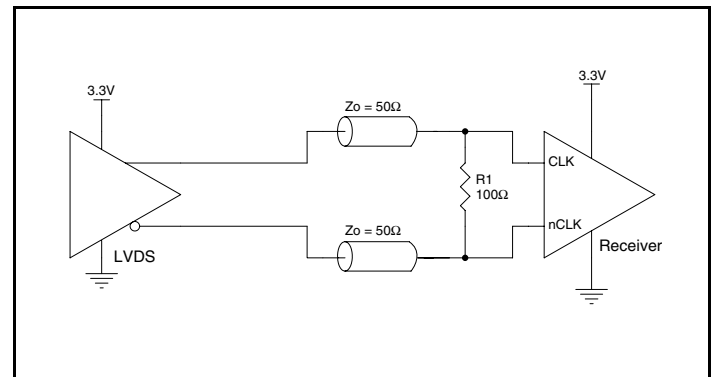 3.3V
3.3V
Zo = 50Ω
CLK
R1
100Ω
Zo = 50Ω
nCLK
LVDS
Receiver